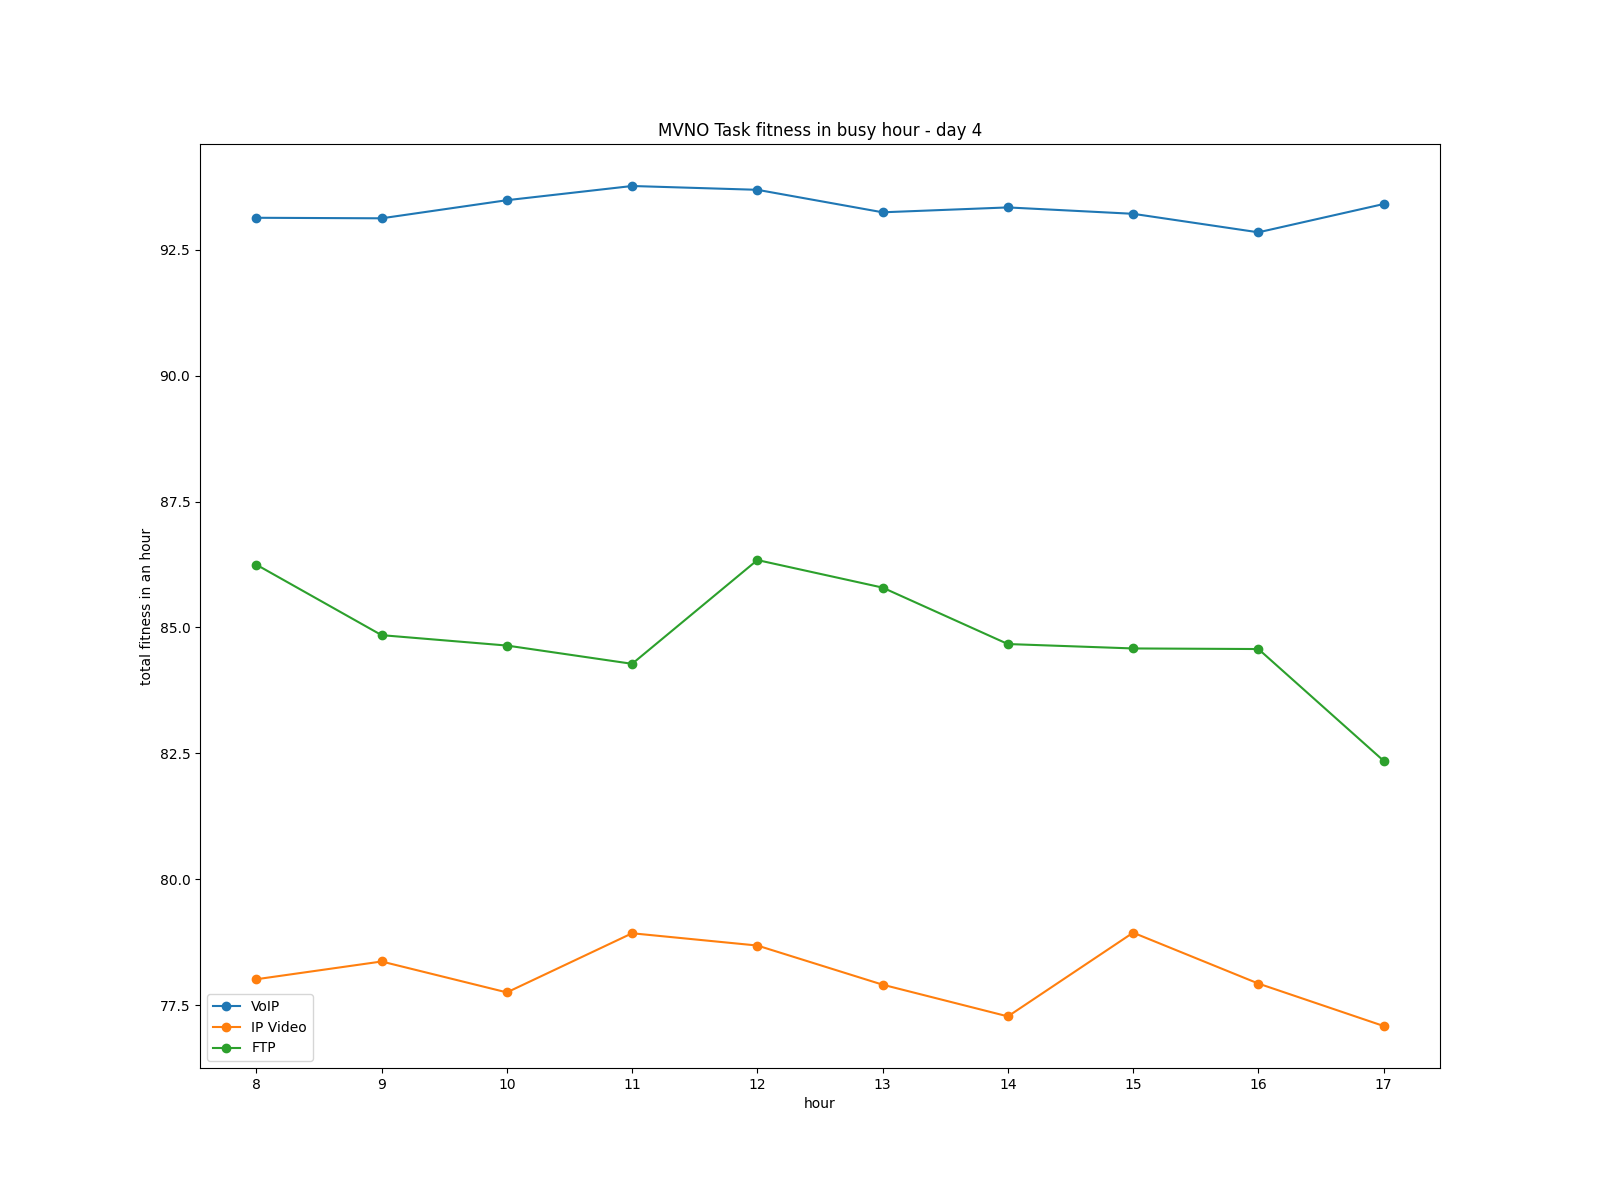 MVNO Task fitness in busy hour - day 4
total fitness in an hour
92.5
90.0
87.5
85.0
82.5
80.0
77.5
VoIP
IP Video
FTP
8 9 10 11 12 13 14 15 16 17
hour